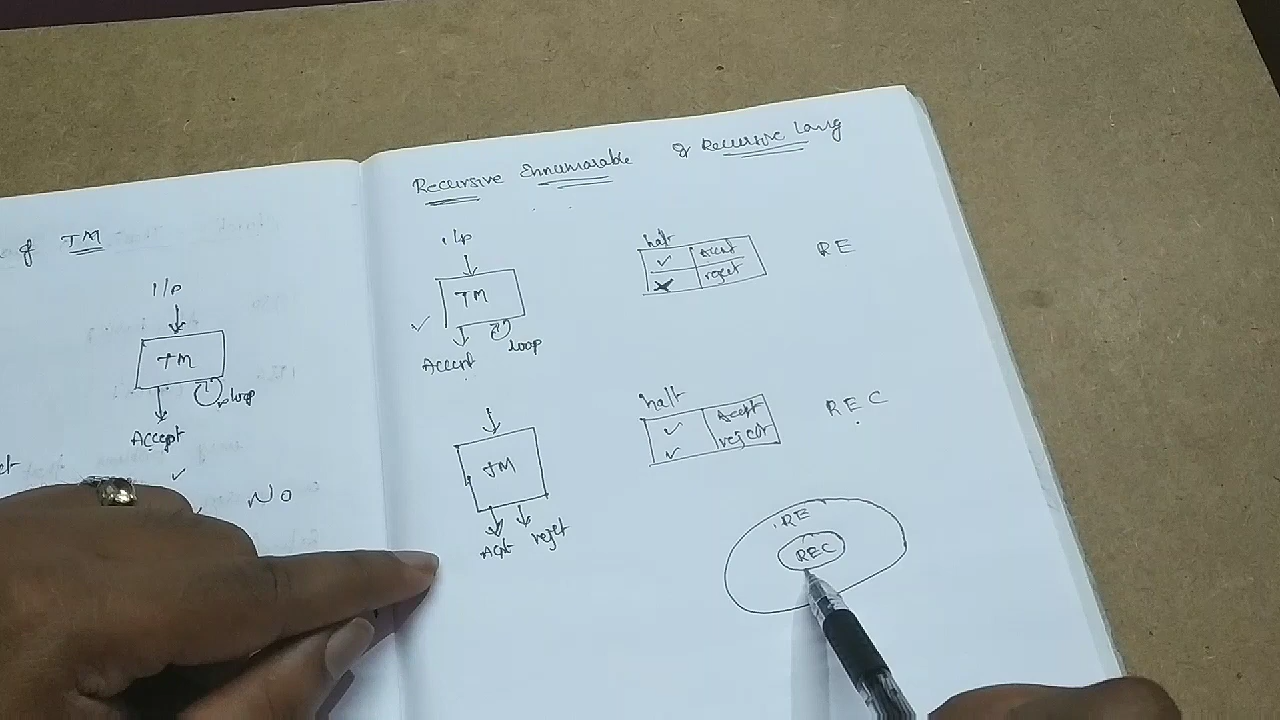 of TM
I/p
TM
loop
Accept
No
Recursive Ennumarable & Recursive Lang
I/p
TM
loop
Accept
halt
✓ Accept
✗ reject
RE
TM
Acpt reject
halt
✓ Accept
✓ reject
REC
RE
REC